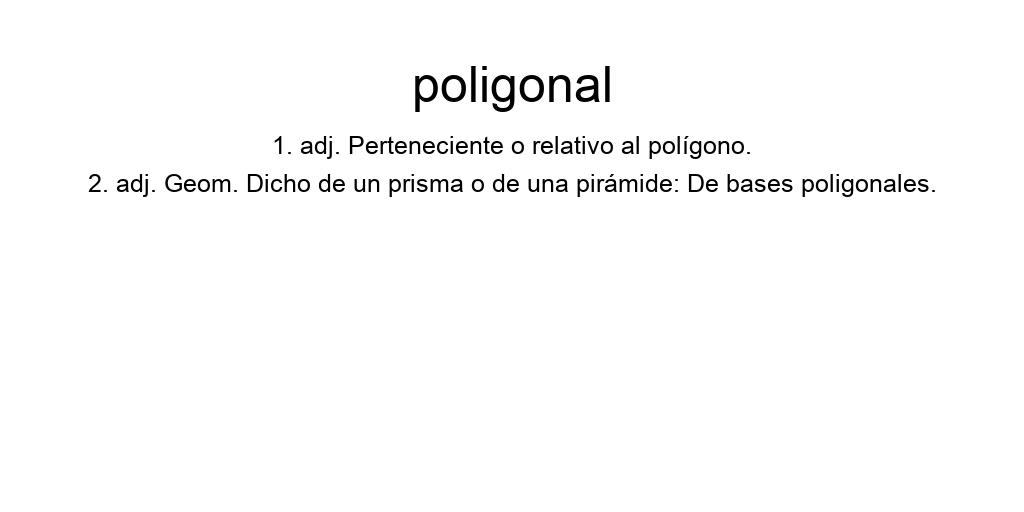 poligonal
1. adj. Perteneciente o relativo al polígono.
2. adj. Geom. Dicho de un prisma o de una pirámide: De bases poligonales.